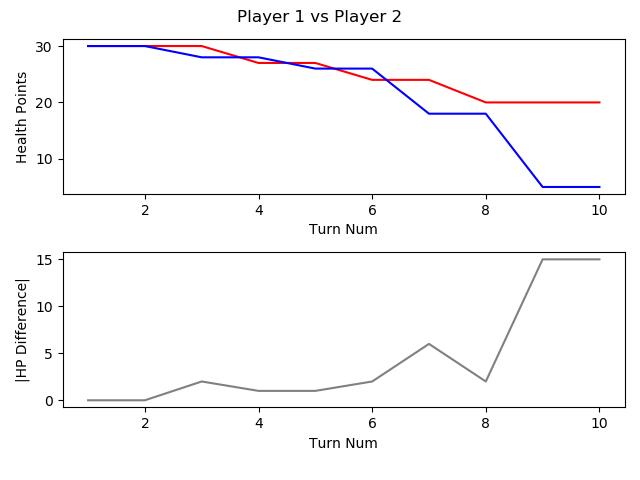 Player 1 vs Player 2
30
20
10
Health Points
2 4 6 8 10
Turn Num
15
10
5
0
|HP Difference|
2 4 6 8 10
Turn Num